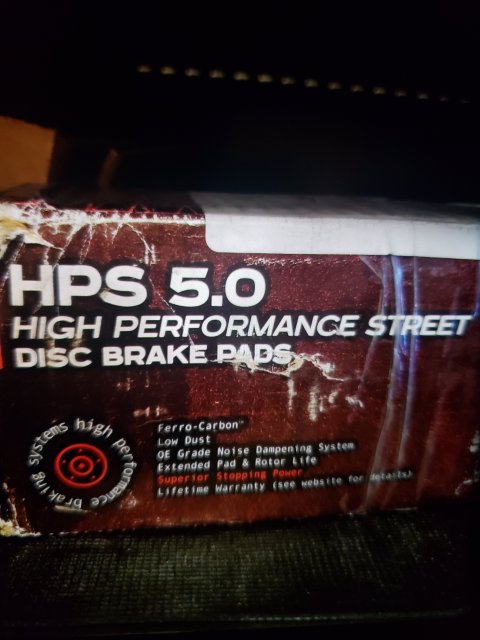 HPS 5.0
HIGH PERFORMANCE STREET
DISC BRAKE PADS
braking systems high performance
Ferro-Carbon™
Low Dust
OE Grade Noise Dampening System
Extended Pad & Rotor Life
Superior Stopping Power
Lifetime Warranty (see website for details)